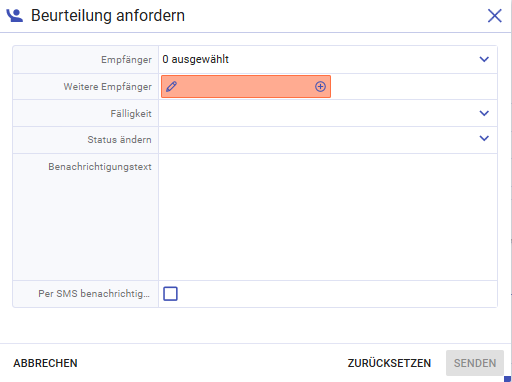 Beurteilung anfordern
Empfänger 0 ausgewählt
Weitere Empfänger
Fälligkeit
Status ändern
Benachrichtigungstext
Per SMS benachrichtig...
ABBRECHEN ZURÜCKSETZEN SENDEN